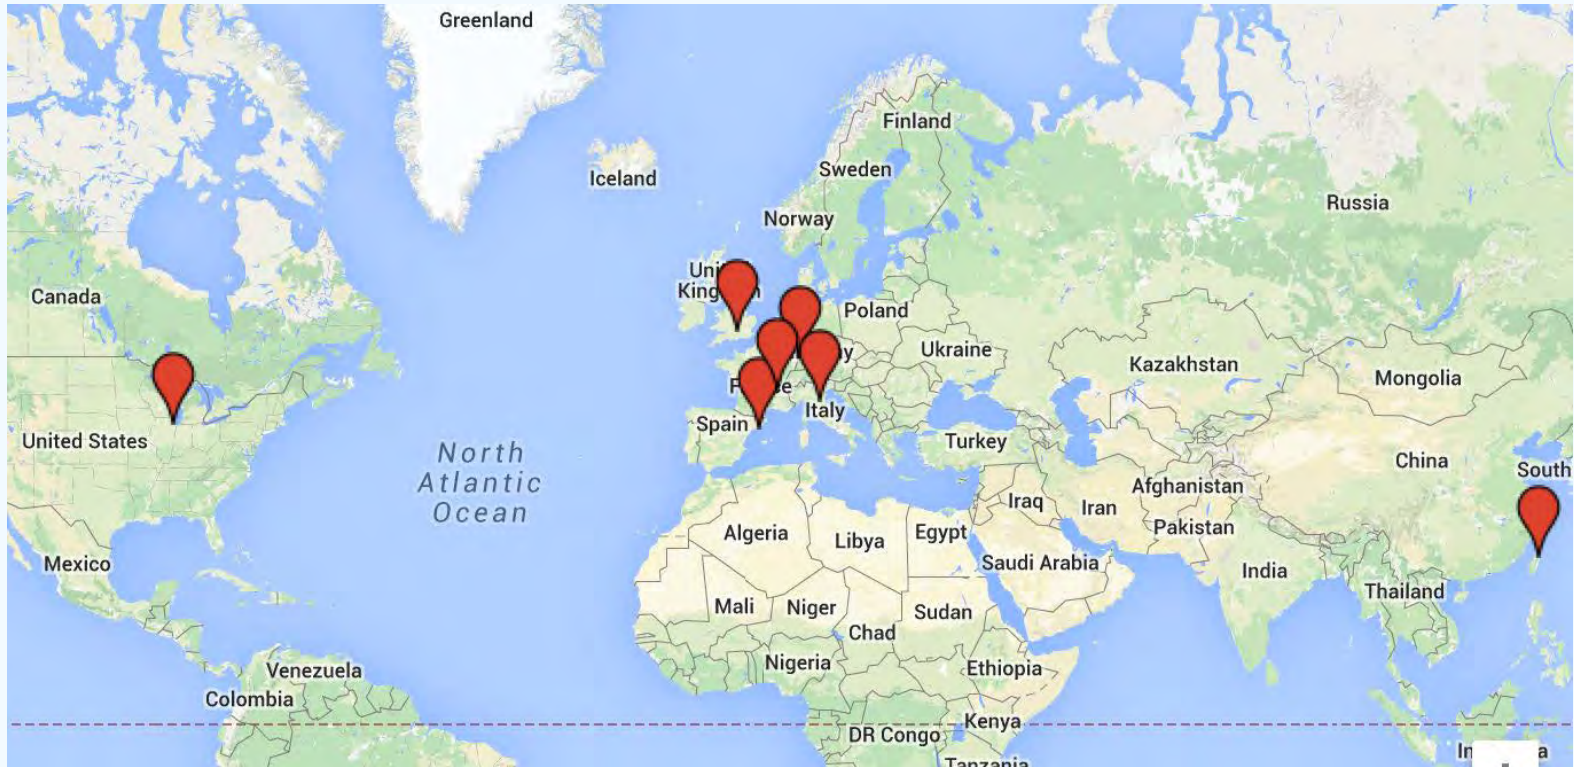 Greenland
Finland
Iceland
Sweden
Russia
Norway
Canada
Poland
Ukraine
Kazakhstan
Mongolia
United States
Spain
Italy
Turkey
China
South
North
Atlantic
Ocean
Afghanistan
Iraq
Iran
Pakistan
Algeria
Libya
Egypt
Saudi Arabia
India
Mexico
Thailand
Mali
Niger
Sudan
Chad
Nigeria
Ethiopia
Venezuela
Colombia
Kenya
DR Congo
Tanzania